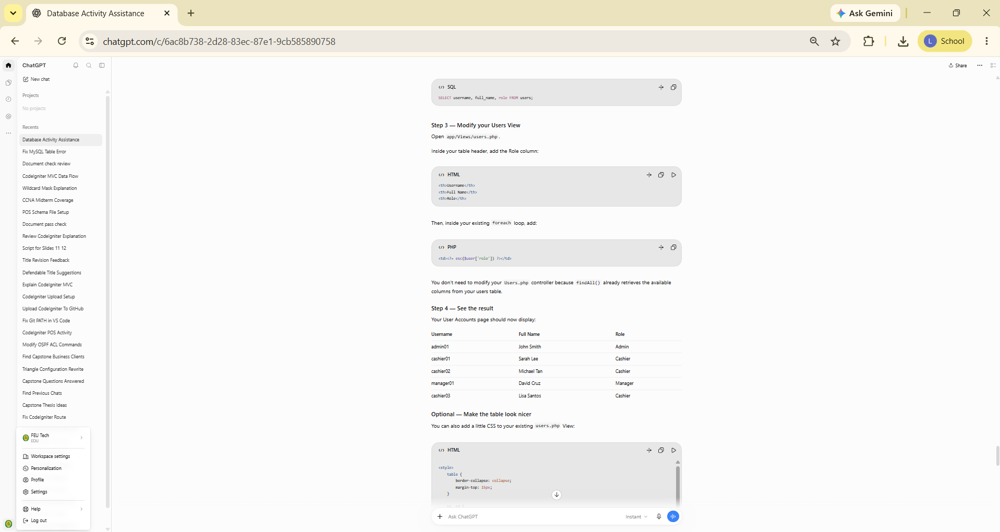 Database Activity Assistance
Ask Gemini
chatgpt.com/c/6ac8b738-2d28-83ec-87e1-9cb585890758
L School
ChatGPT
New chat
Projects
No projects
Recents
Database Activity Assistance
Fix MySQL Table Error
Document check review
CodeIgniter MVC Data Flow
Wildcard Mask Explanation
CCNA Midterm Coverage
POS Schema File Setup
Document pass check
Review CodeIgniter Explanation
Script for Slides 11 12
Title Revision Feedback
Defendable Title Suggestions
Explain CodeIgniter MVC
CodeIgniter Upload Setup
Upload CodeIgniter To GitHub
Fix Git PATH in VS Code
CodeIgniter POS Activity
Modify OSPF ACL Commands
Find Capstone Business Clients
Triangle Configuration Rewrite
Capstone Questions Answered
Find Previous Chats
Capstone Thesis Ideas
Fix CodeIgniter Route
FEU Tech
EDU
Workspace settings
Personalization
Profile
Settings
Help
Log out
Share
SQL
SELECT username, full_name, role FROM users;
Step 3 — Modify your Users View
Open app/Views/users.php.
Inside your table header, add the Role column:
HTML
<th>Username</th>
<th>Full Name</th>
<th>Role</th>
Then, inside your existing foreach loop, add:
PHP
<td><?= esc($user['role']) ?></td>
You don't need to modify your Users.php controller because findAll() already retrieves the available
columns from your users table.
Step 4 — See the result
Your User Accounts page should now display:
Username Full Name Role
admin01 John Smith Admin
cashier01 Sarah Lee Cashier
cashier02 Michael Tan Cashier
manager01 David Cruz Manager
cashier03 Lisa Santos Cashier
Optional — Make the table look nicer
You can also add a little CSS to your existing users.php View:
HTML
<style>
table {
border-collapse: collapse;
margin-top: 15px;
}
Ask ChatGPT
Instant